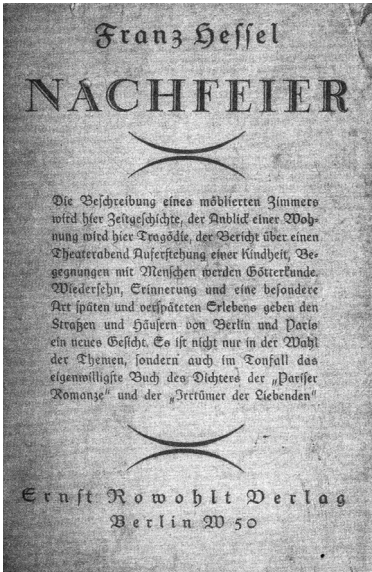 Franz Hessel
NACHFEIER
Die Beschreibung eines möblierten Zimmers
wird hier Zeitgeschichte, der Anblick einer Woh-
nung wird hier Tragödie, der Bericht über einen
Theaterabend Auferstehung einer Kindheit, Be-
gegnungen mit Menschen werden Götterkunde.
Wiedersehn, Erinnerung und eine besondere
Art späten und verspäteten Erlebens geben den
Straßen und Häusern von Berlin und Paris
ein neues Gesicht. Es ist nicht nur in der Wahl
der Themen, sondern auch im Tonfall das
eigenwilligste Buch des Dichters der „Pariser
Romanze“ und der „Irrtümer der Liebenden“
Ernst Rowohlt Verlag
Berlin W 50